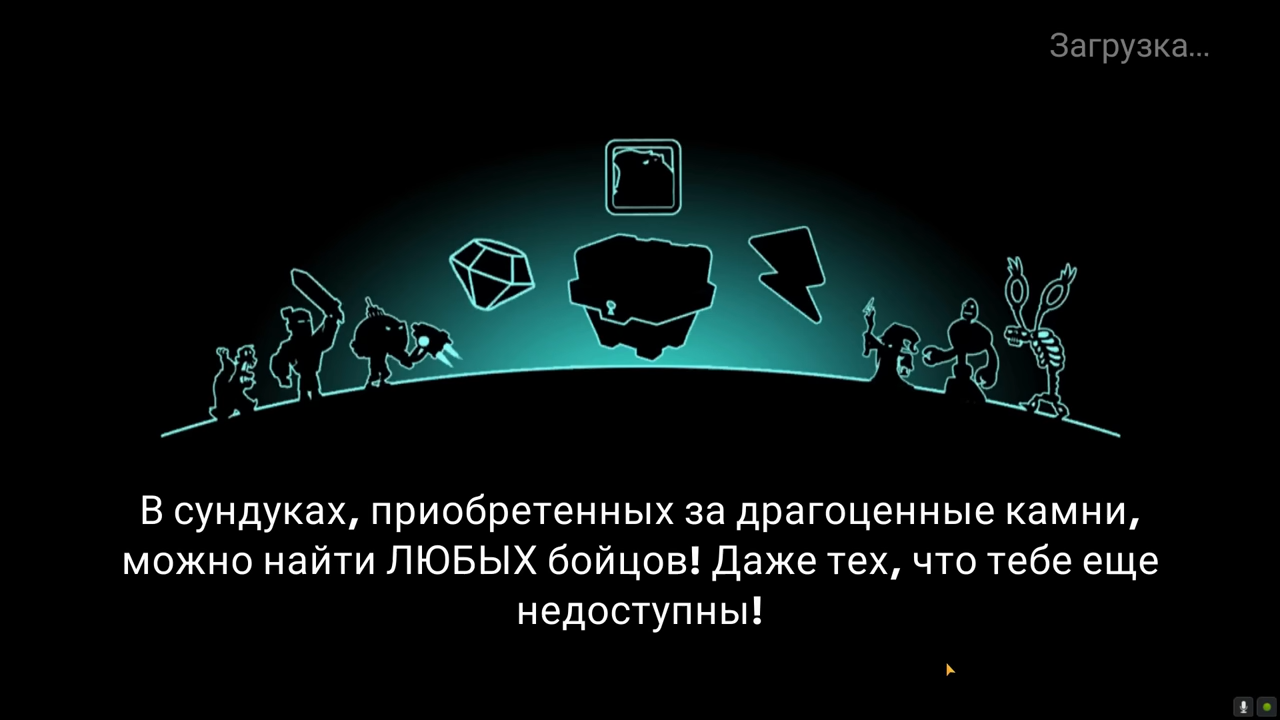 Загрузка...
В сундуках, приобретенных за драгоценные камни,
можно найти ЛЮБЫХ бойцов! Даже тех, что тебе еще
недоступны!